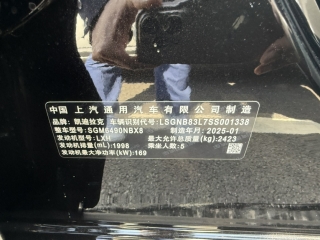 中国 上汽通用汽车有限公司制造
品牌: 凯迪拉克 车辆识别代号: LSGNB83L7SS001338
整车型号: SGM6490NBX8 制造年月: 2025-01
发动机型号: LXH 最大允许总质量(kg): 2423
发动机排量(mL): 1998 乘坐人数: 5
发动机最大净功率(kW): 169